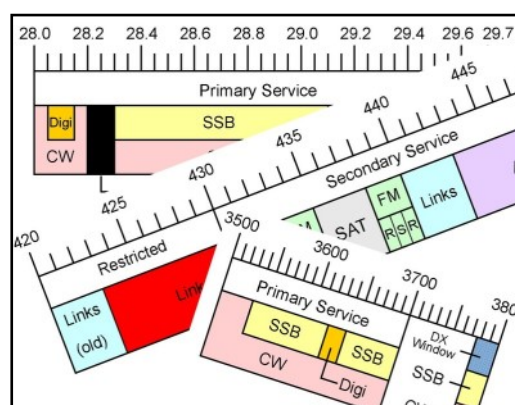 28.0 28.2 28.4 28.6 28.8 29.0 29.2 29.4 29.6 29.7
Primary Service
Digi
SSB
CW
420 425 430 435 440 445
Restricted
Secondary Service
FM
SAT
R S R
Links
Links
(old)
3500 3600 3700
Primary Service
SSB
SSB
CW
Digi
DX
Window
SSB